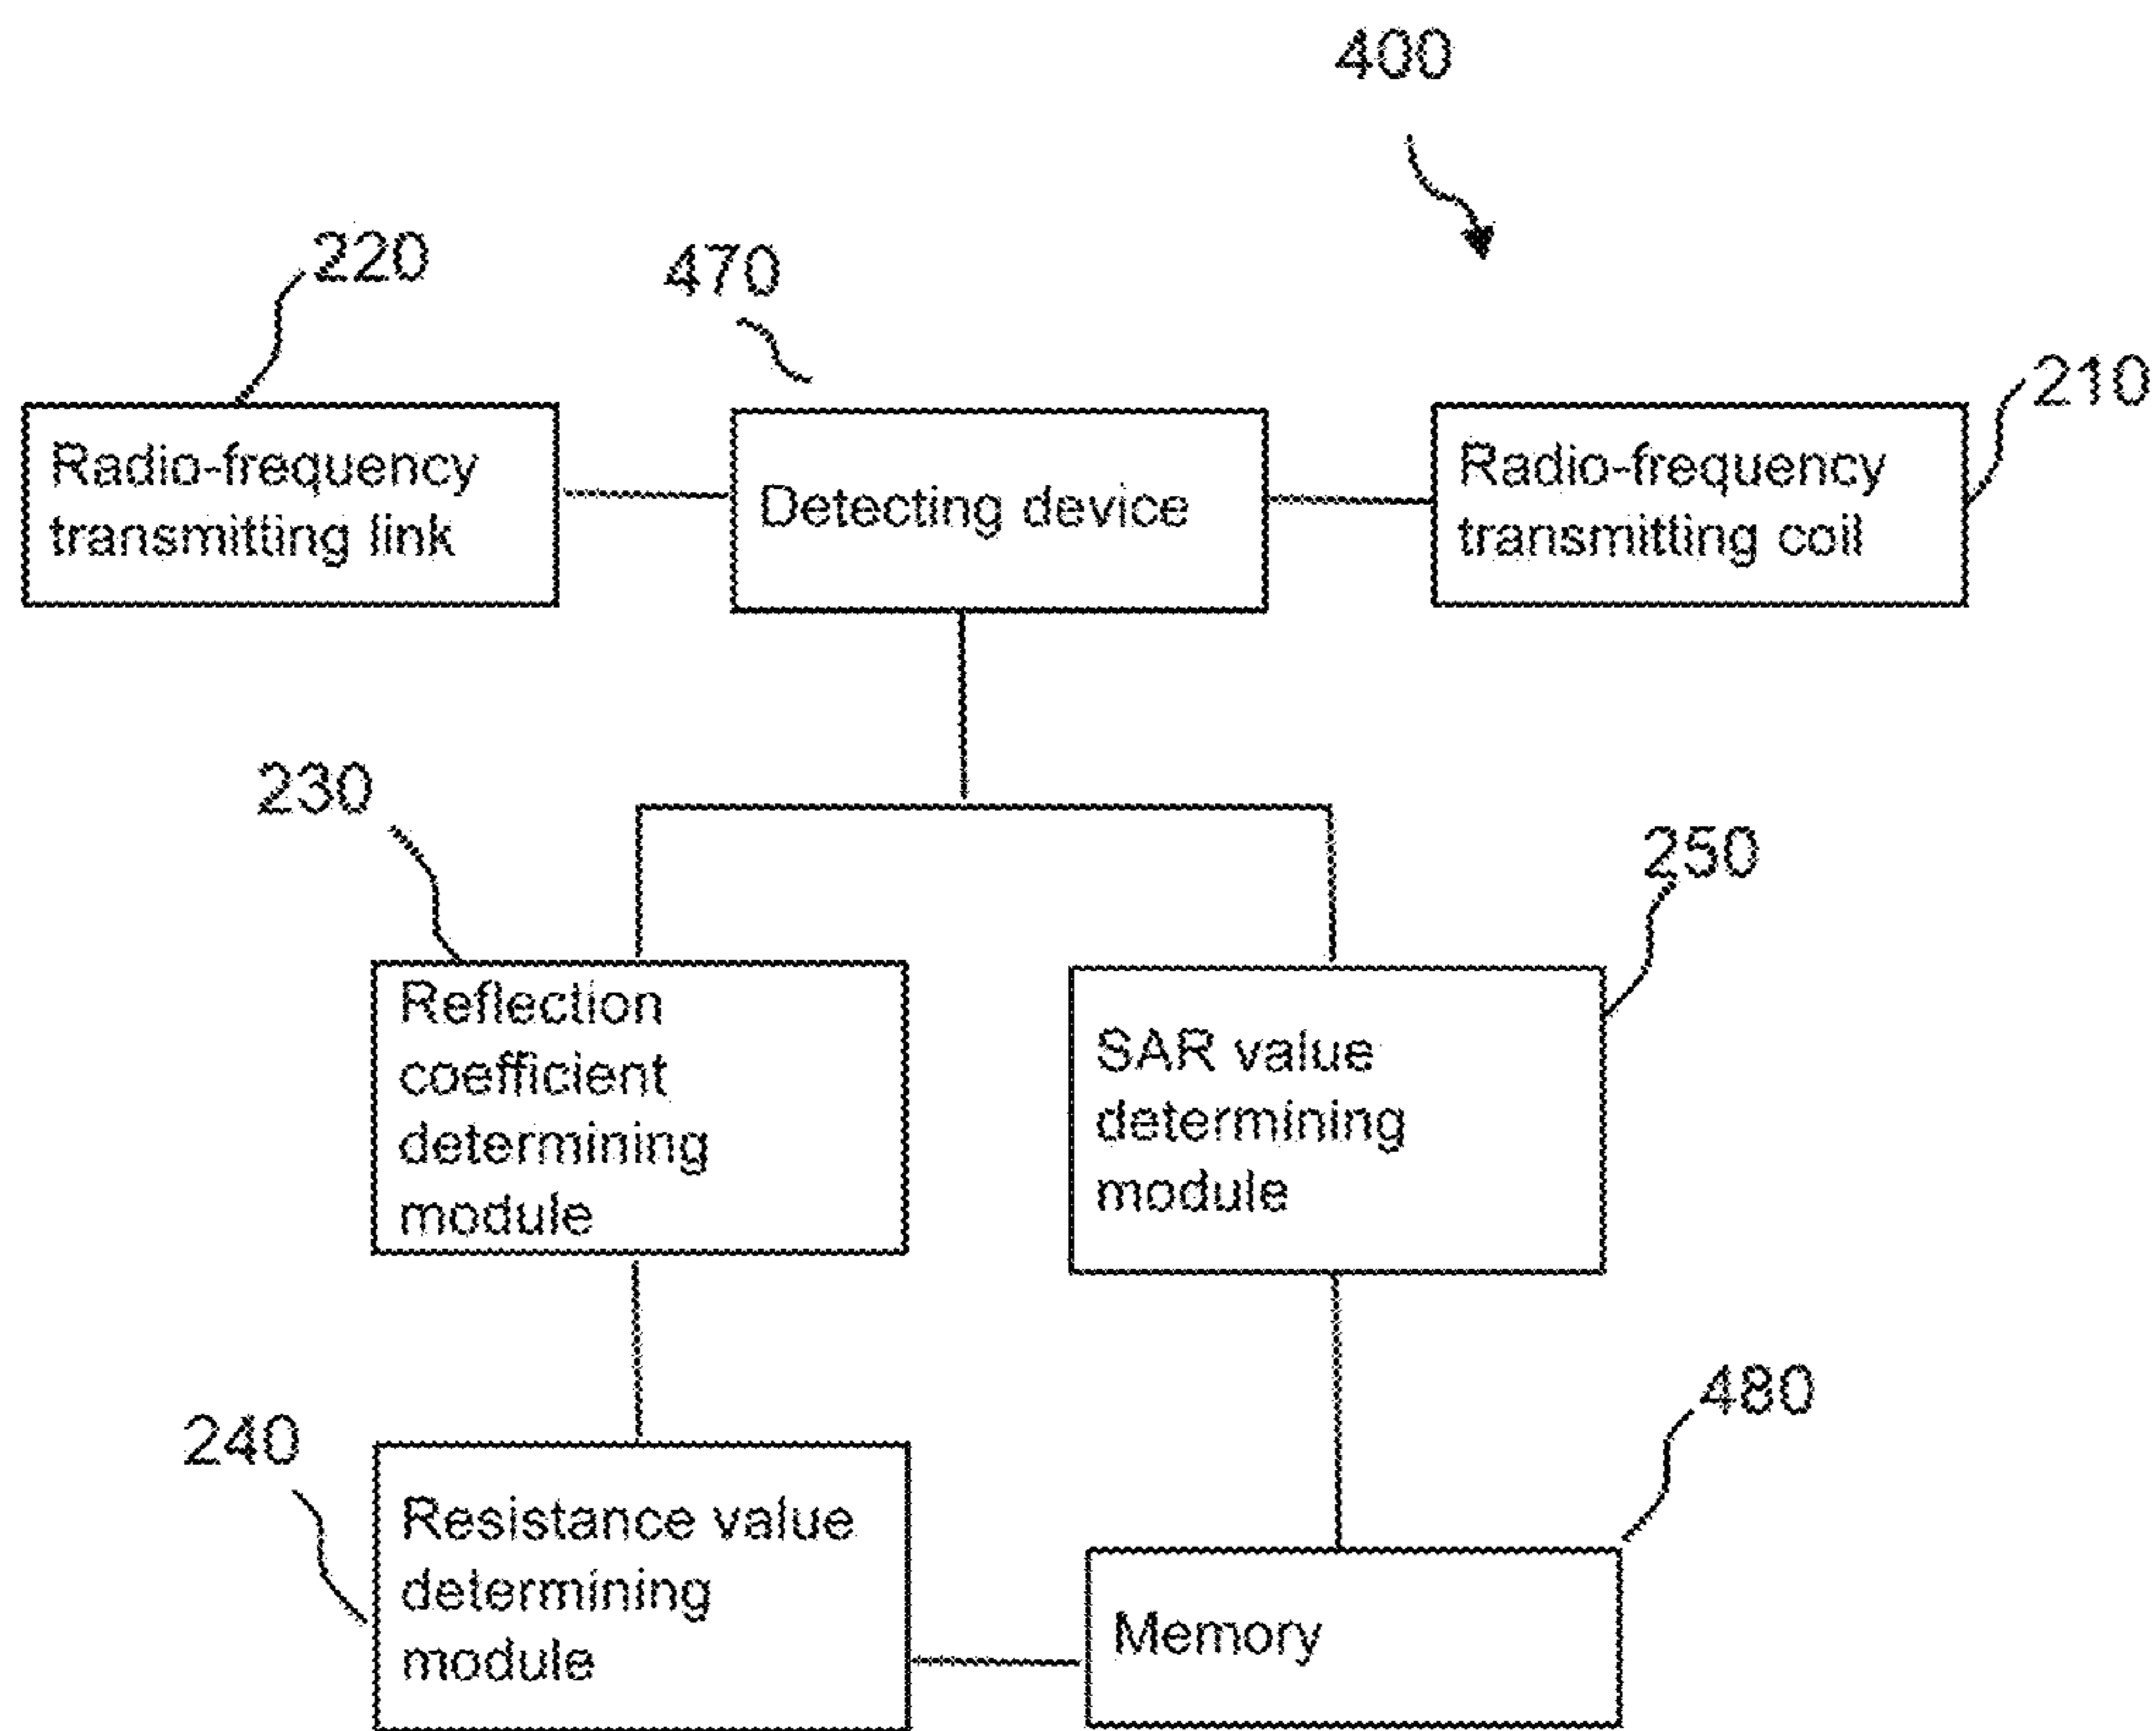 400
220
470
210
Radio-frequency
transmitting link
Detecting device
Radio-frequency
transmitting coil
230
250
Reflection
coefficient
determining
module
SAR value
determining
module
480
240
Resistance value
determining
module
Memory